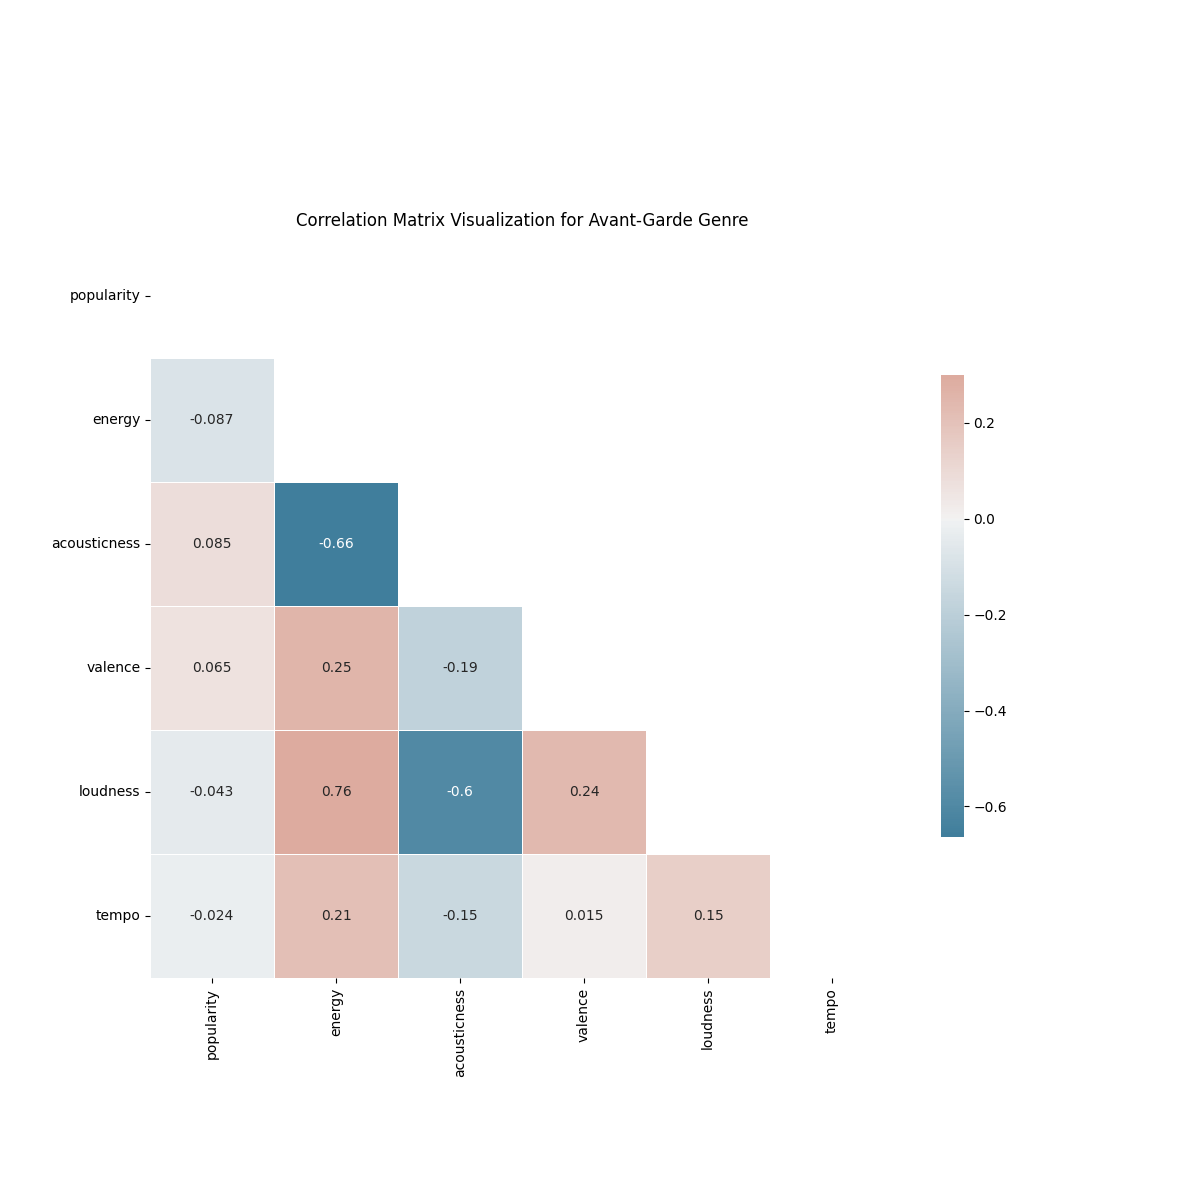 Correlation Matrix Visualization for Avant-Garde Genre
popularity
energy -0.087
acousticness 0.085 -0.66
valence 0.065 0.25 -0.19
loudness -0.043 0.76 -0.6 0.24
tempo -0.024 0.21 -0.15 0.015 0.15
popularity
energy
acousticness
valence
loudness
tempo
0.2
0.0
−0.2
−0.4
−0.6